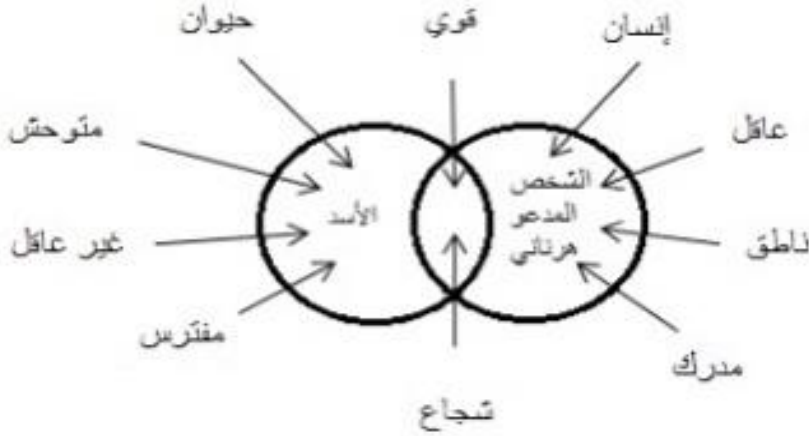 إنسان
قوي
حيوان
عاقل
متوحش
الشخص
المدعو
هرناني
الأسد
ناطق
غير عاقل
مدرك
مفترس
شجاع